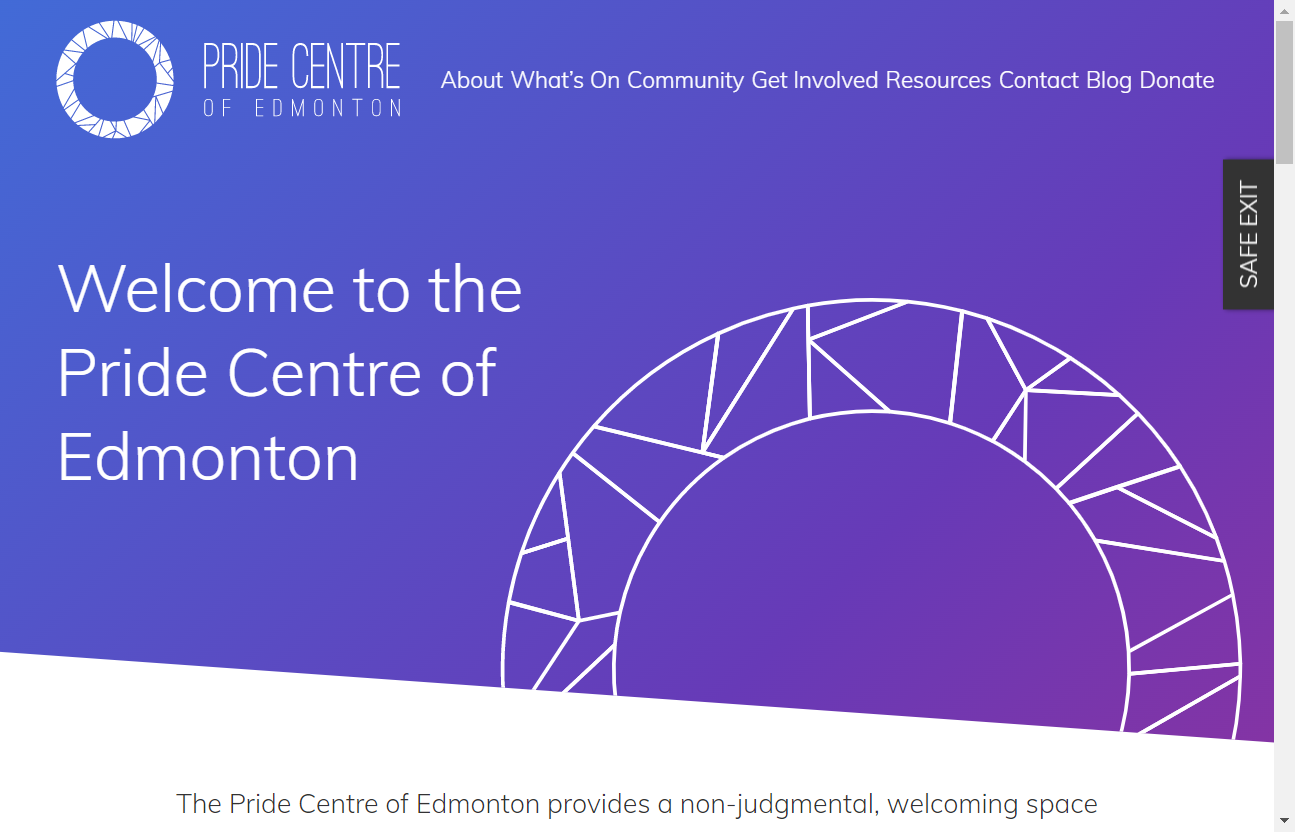 PRIDE CENTRE
OF EDMONTON
About What's On Community Get Involved Resources Contact Blog Donate
SAFE EXIT
Welcome to the
Pride Centre of
Edmonton
The Pride Centre of Edmonton provides a non-judgmental, welcoming space